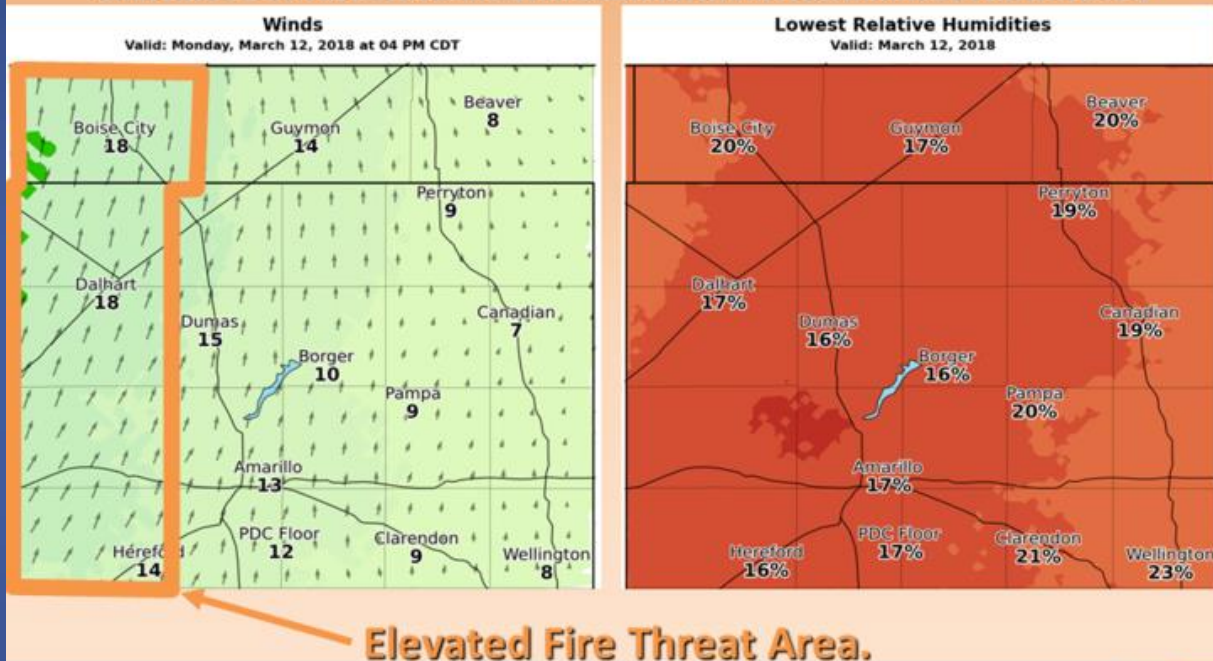 Winds
Valid: Monday, March 12, 2018 at 04 PM CDT
Beaver
8
Boise City
18
Guymon
14
Perryton
9
Dalhart
18
Dumas
15
Canadian
7
Borger
10
Pampa
9
Amarillo
13
PDC Floor
12
Clarendon
9
Hereford
14
Wellington
8
Lowest Relative Humidities
Valid: March 12, 2018
Beaver
20%
Boise City
20%
Guymon
17%
Perryton
19%
Dalhart
17%
Dumas
16%
Canadian
19%
Borger
16%
Pampa
20%
Amarillo
17%
PDC Floor
17%
Clarendon
21%
Hereford
16%
Wellington
23%
Elevated Fire Threat Area.